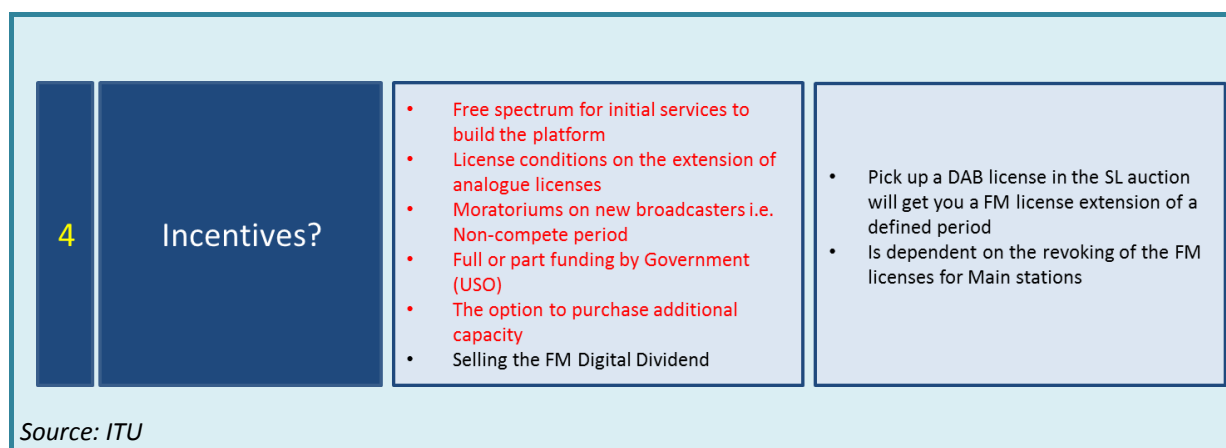 4
Incentives?
• Free spectrum for initial services to
build the platform
• License conditions on the extension of
analogue licenses
• Moratoriums on new broadcasters i.e.
Non-compete period
• Full or part funding by Government
(USO)
• The option to purchase additional
capacity
• Selling the FM Digital Dividend
• Pick up a DAB license in the SL auction
will get you a FM license extension of a
defined period
• Is dependent on the revoking of the FM
licenses for Main stations
Source: ITU